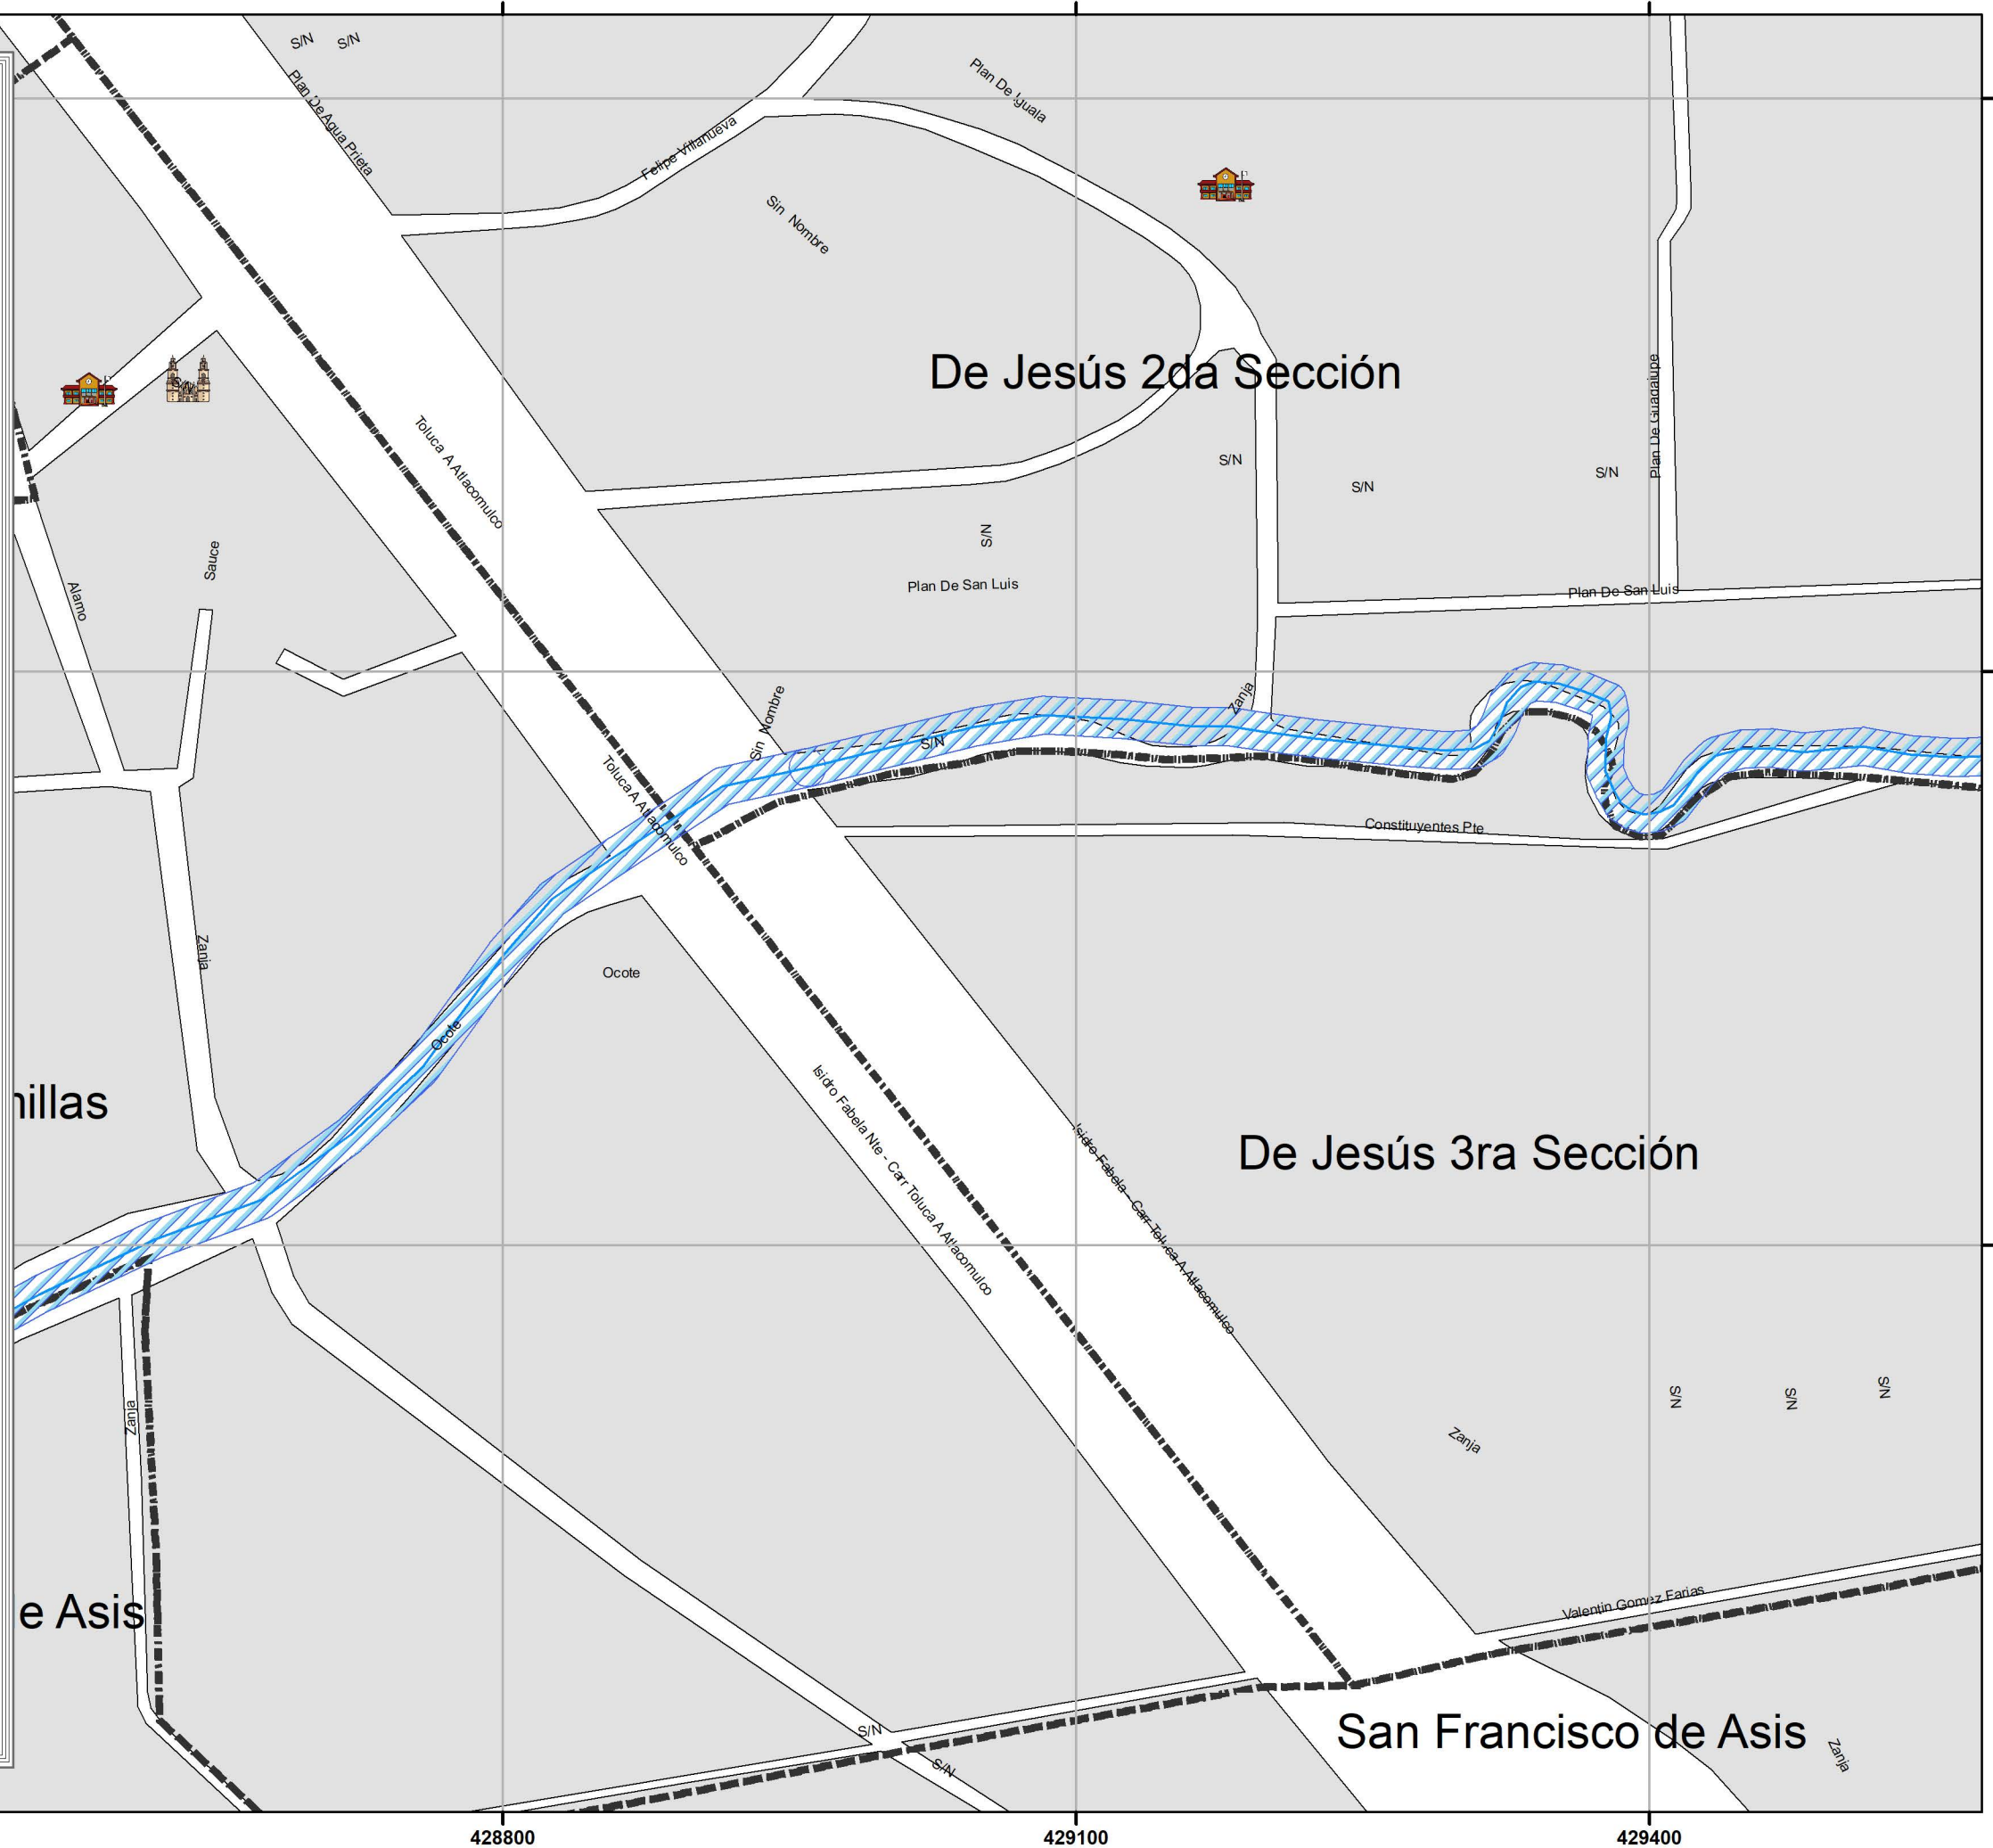 S/N
S/N
Plan De Agua Prieta
Felipe Villanueva
Plan De Iguala
Sin Nombre
De Jesús 2da Sección
S/N
Plan De Guadalupe
Toluca A Atlacomulco
S/N
S/N
S/N
S/N
Sauce
Alamo
Plan De San Luis
Plan De San Luis
Sin Nombre
Zanja
S/N
Toluca A Atlacomulco
Constituyentes Pte
Zanja
Ocote
Ocote
nillas
Isidro Fabela Nte - Carr Toluca A Atlacomulco
Isidro Fabela - Carr Toluca A Atlacomulco
De Jesús 3ra Sección
Zanja
S/N
S/N
S/N
Zanja
e Asis
Valentin Gomez Farias
S/N
S/N
San Francisco de Asis
Zanja
428800
429100
429400